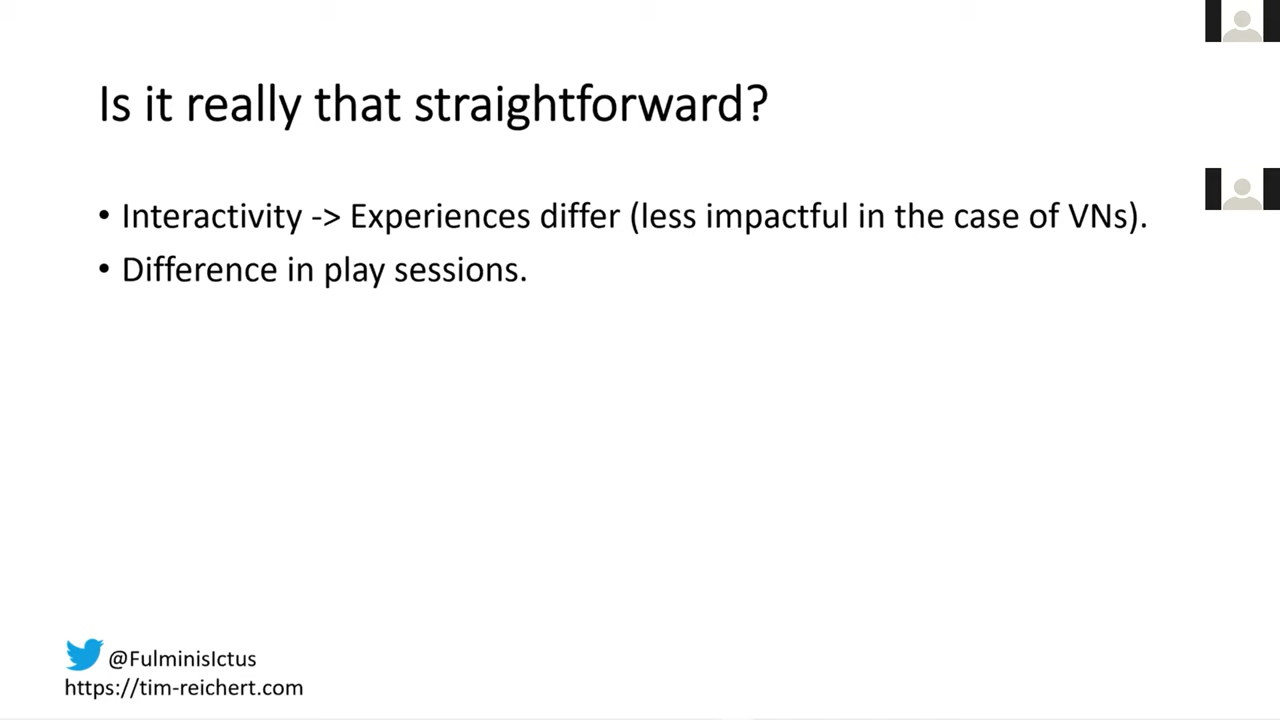 Is it really that straightforward?
• Interactivity -> Experiences differ (less impactful in the case of VNs).
• Difference in play sessions.
@FulminisIctus
https://tim-reichert.com